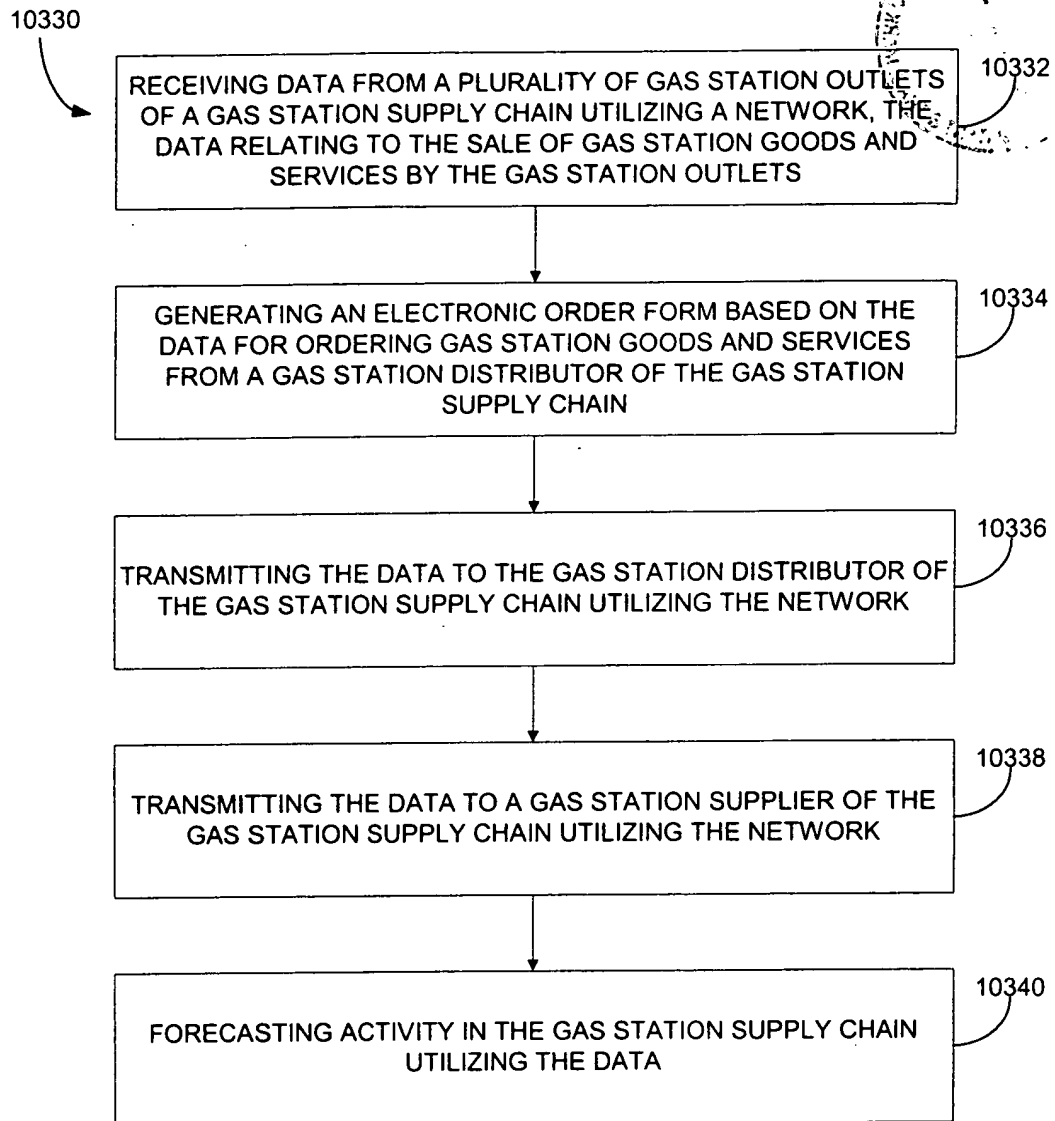 10330
RECEIVING DATA FROM A PLURALITY OF GAS STATION OUTLETS
OF A GAS STATION SUPPLY CHAIN UTILIZING A NETWORK, THE
DATA RELATING TO THE SALE OF GAS STATION GOODS AND
SERVICES BY THE GAS STATION OUTLETS
10332
GENERATING AN ELECTRONIC ORDER FORM BASED ON THE
DATA FOR ORDERING GAS STATION GOODS AND SERVICES
FROM A GAS STATION DISTRIBUTOR OF THE GAS STATION
SUPPLY CHAIN
10334
TRANSMITTING THE DATA TO THE GAS STATION DISTRIBUTOR OF
THE GAS STATION SUPPLY CHAIN UTILIZING THE NETWORK
10336
TRANSMITTING THE DATA TO A GAS STATION SUPPLIER OF THE
GAS STATION SUPPLY CHAIN UTILIZING THE NETWORK
10338
FORECASTING ACTIVITY IN THE GAS STATION SUPPLY CHAIN
UTILIZING THE DATA
10340